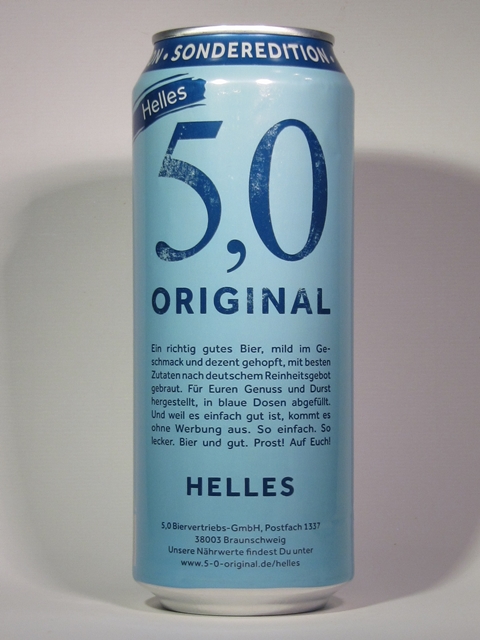 • SONDEREDITION •
Helles
5,0
ORIGINAL
Ein richtig gutes Bier, mild im Ge-
schmack und dezent gehopft, mit besten
Zutaten nach deutschem Reinheitsgebot
gebraut. Für Euren Genuss und Durst
hergestellt, in blaue Dosen abgefüllt.
Und weil es einfach gut ist, kommt es
ohne Werbung aus. So einfach. So
lecker. Bier und gut. Prost! Auf Euch!
HELLES
5,0 Biervertriebs-GmbH, Postfach 1337
38003 Braunschweig
Unsere Nährwerte findest Du unter
www.5-0-original.de/helles